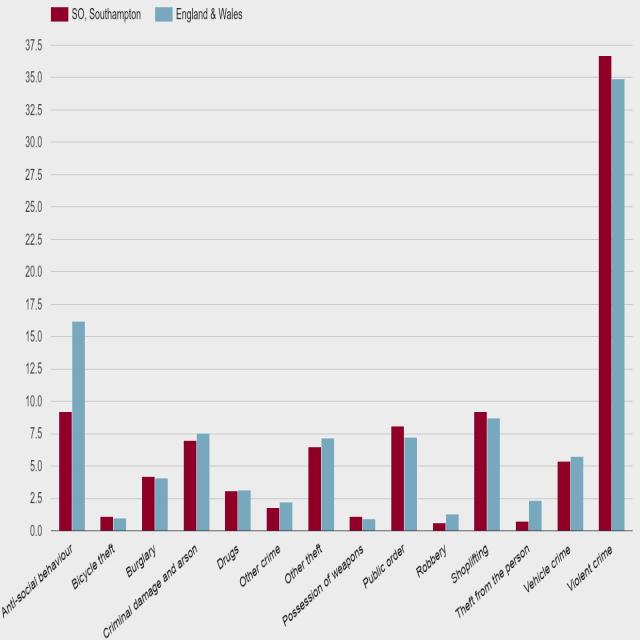 SO, Southampton England & Wales
37.5
35.0
32.5
30.0
27.5
25.0
22.5
20.0
17.5
15.0
12.5
10.0
7.5
5.0
2.5
0.0
Anti-social behaviour
Bicycle theft
Burglary
Criminal damage and arson
Drugs
Other crime
Other theft
Possession of weapons
Public order
Robbery
Shoplifting
Theft from the person
Vehicle crime
Violent crime